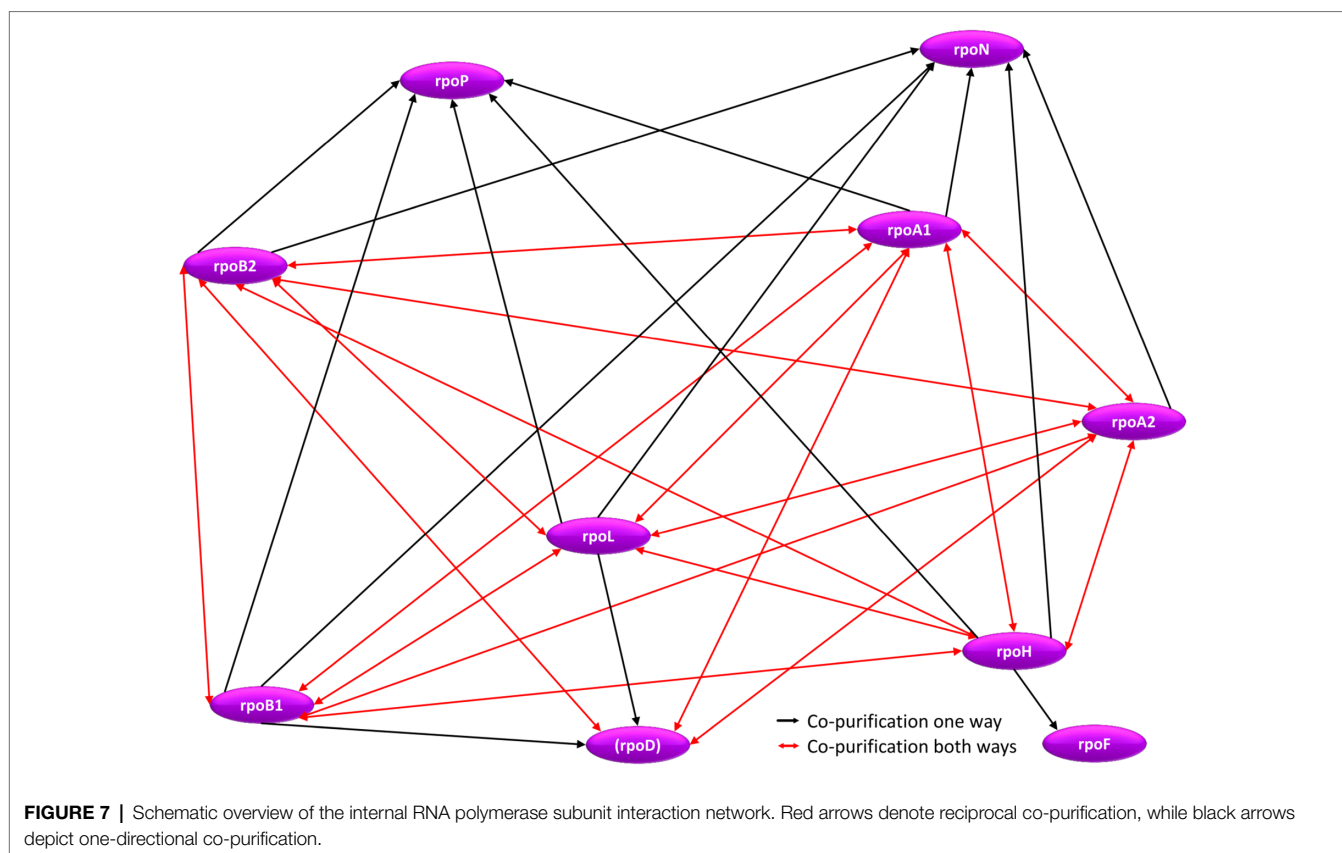 rpoN
rpoP
rpoA1
rpoB2
rpoA2
rpoL
rpoH
rpoB1
(rpoD)
rpoF
Co-purification one way
Co-purification both ways
FIGURE 7 | Schematic overview of the internal RNA polymerase subunit interaction network. Red arrows denote reciprocal co-purification, while black arrows
depict one-directional co-purification.